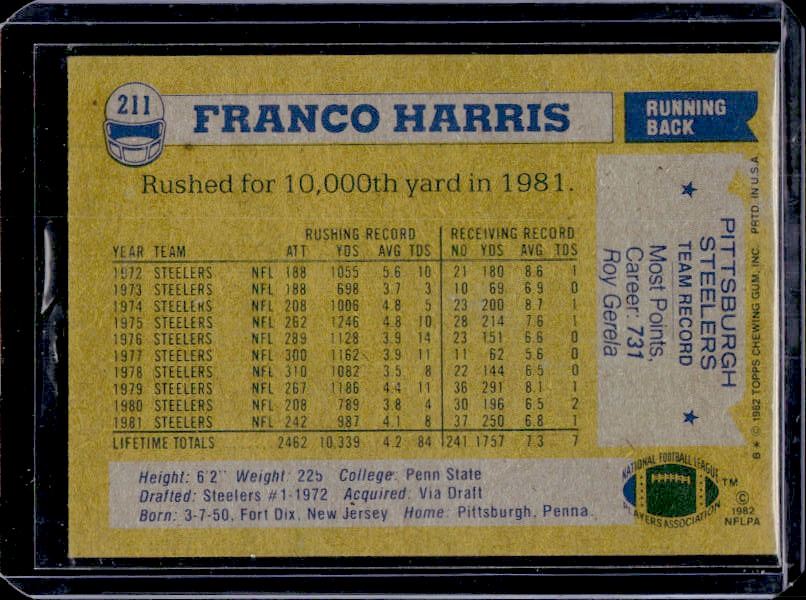 211
FRANCO HARRIS
RUNNING
BACK
Rushed for 10,000th yard in 1981.
RUSHING RECORD RECEIVING RECORD
YEAR TEAM ATT YDS AVG TDS NO YDS AVG TDS
1972 STEELERS NFL 188 1055 5.6 10 21 180 8.6 1
1973 STEELERS NFL 188 698 3.7 3 10 69 6.9 0
1974 STEELERS NFL 208 1006 4.8 5 23 200 8.7 1
1975 STEELERS NFL 262 1246 4.8 10 28 214 7.6 1
1976 STEELERS NFL 289 1128 3.9 14 23 151 6.6 0
1977 STEELERS NFL 300 1162 3.9 11 11 62 5.6 0
1978 STEELERS NFL 310 1082 3.5 8 22 144 6.5 0
1979 STEELERS NFL 267 1186 4.4 11 36 291 8.1 1
1980 STEELERS NFL 208 789 3.8 4 30 196 6.5 2
1981 STEELERS NFL 242 987 4.1 8 37 250 6.8 1
LIFETIME TOTALS 2462 10,339 4.2 84 241 1757 7.3 7
Height: 6'2" Weight: 225 College: Penn State
Drafted: Steelers #1-1972 Acquired: Via Draft
Born: 3-7-50, Fort Dix, New Jersey Home: Pittsburgh, Penna.
PITTSBURGH
STEELERS
TEAM RECORD
Most Points,
Career: 731
Roy Gerela
B * © 1982 TOPPS CHEWING GUM, INC. PRTD. IN U.S.A.
NATIONAL FOOTBALL LEAGUE
PLAYERS ASSOCIATION
TM
©
1982
NFLPA